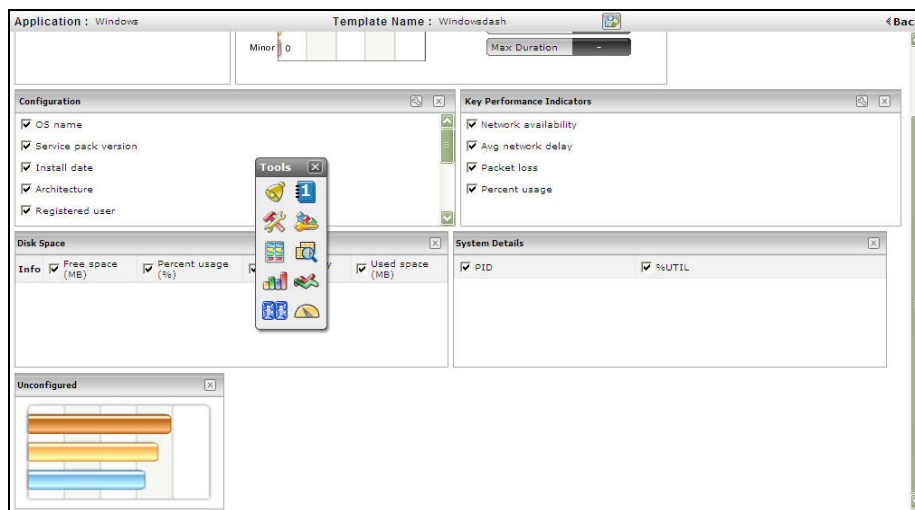 Application : Windows Template Name : Windowsdash Bac
Minor 0
Max Duration -
Configuration
OS name
Service pack version
Install date
Architecture
Registered user
Key Performance Indicators
Network availability
Avg network delay
Packet loss
Percent usage
Tools
1
Disk Space
Info Free space (MB) Percent usage (%) y Used space (MB)
System Details
PID %UTIL
Unconfigured